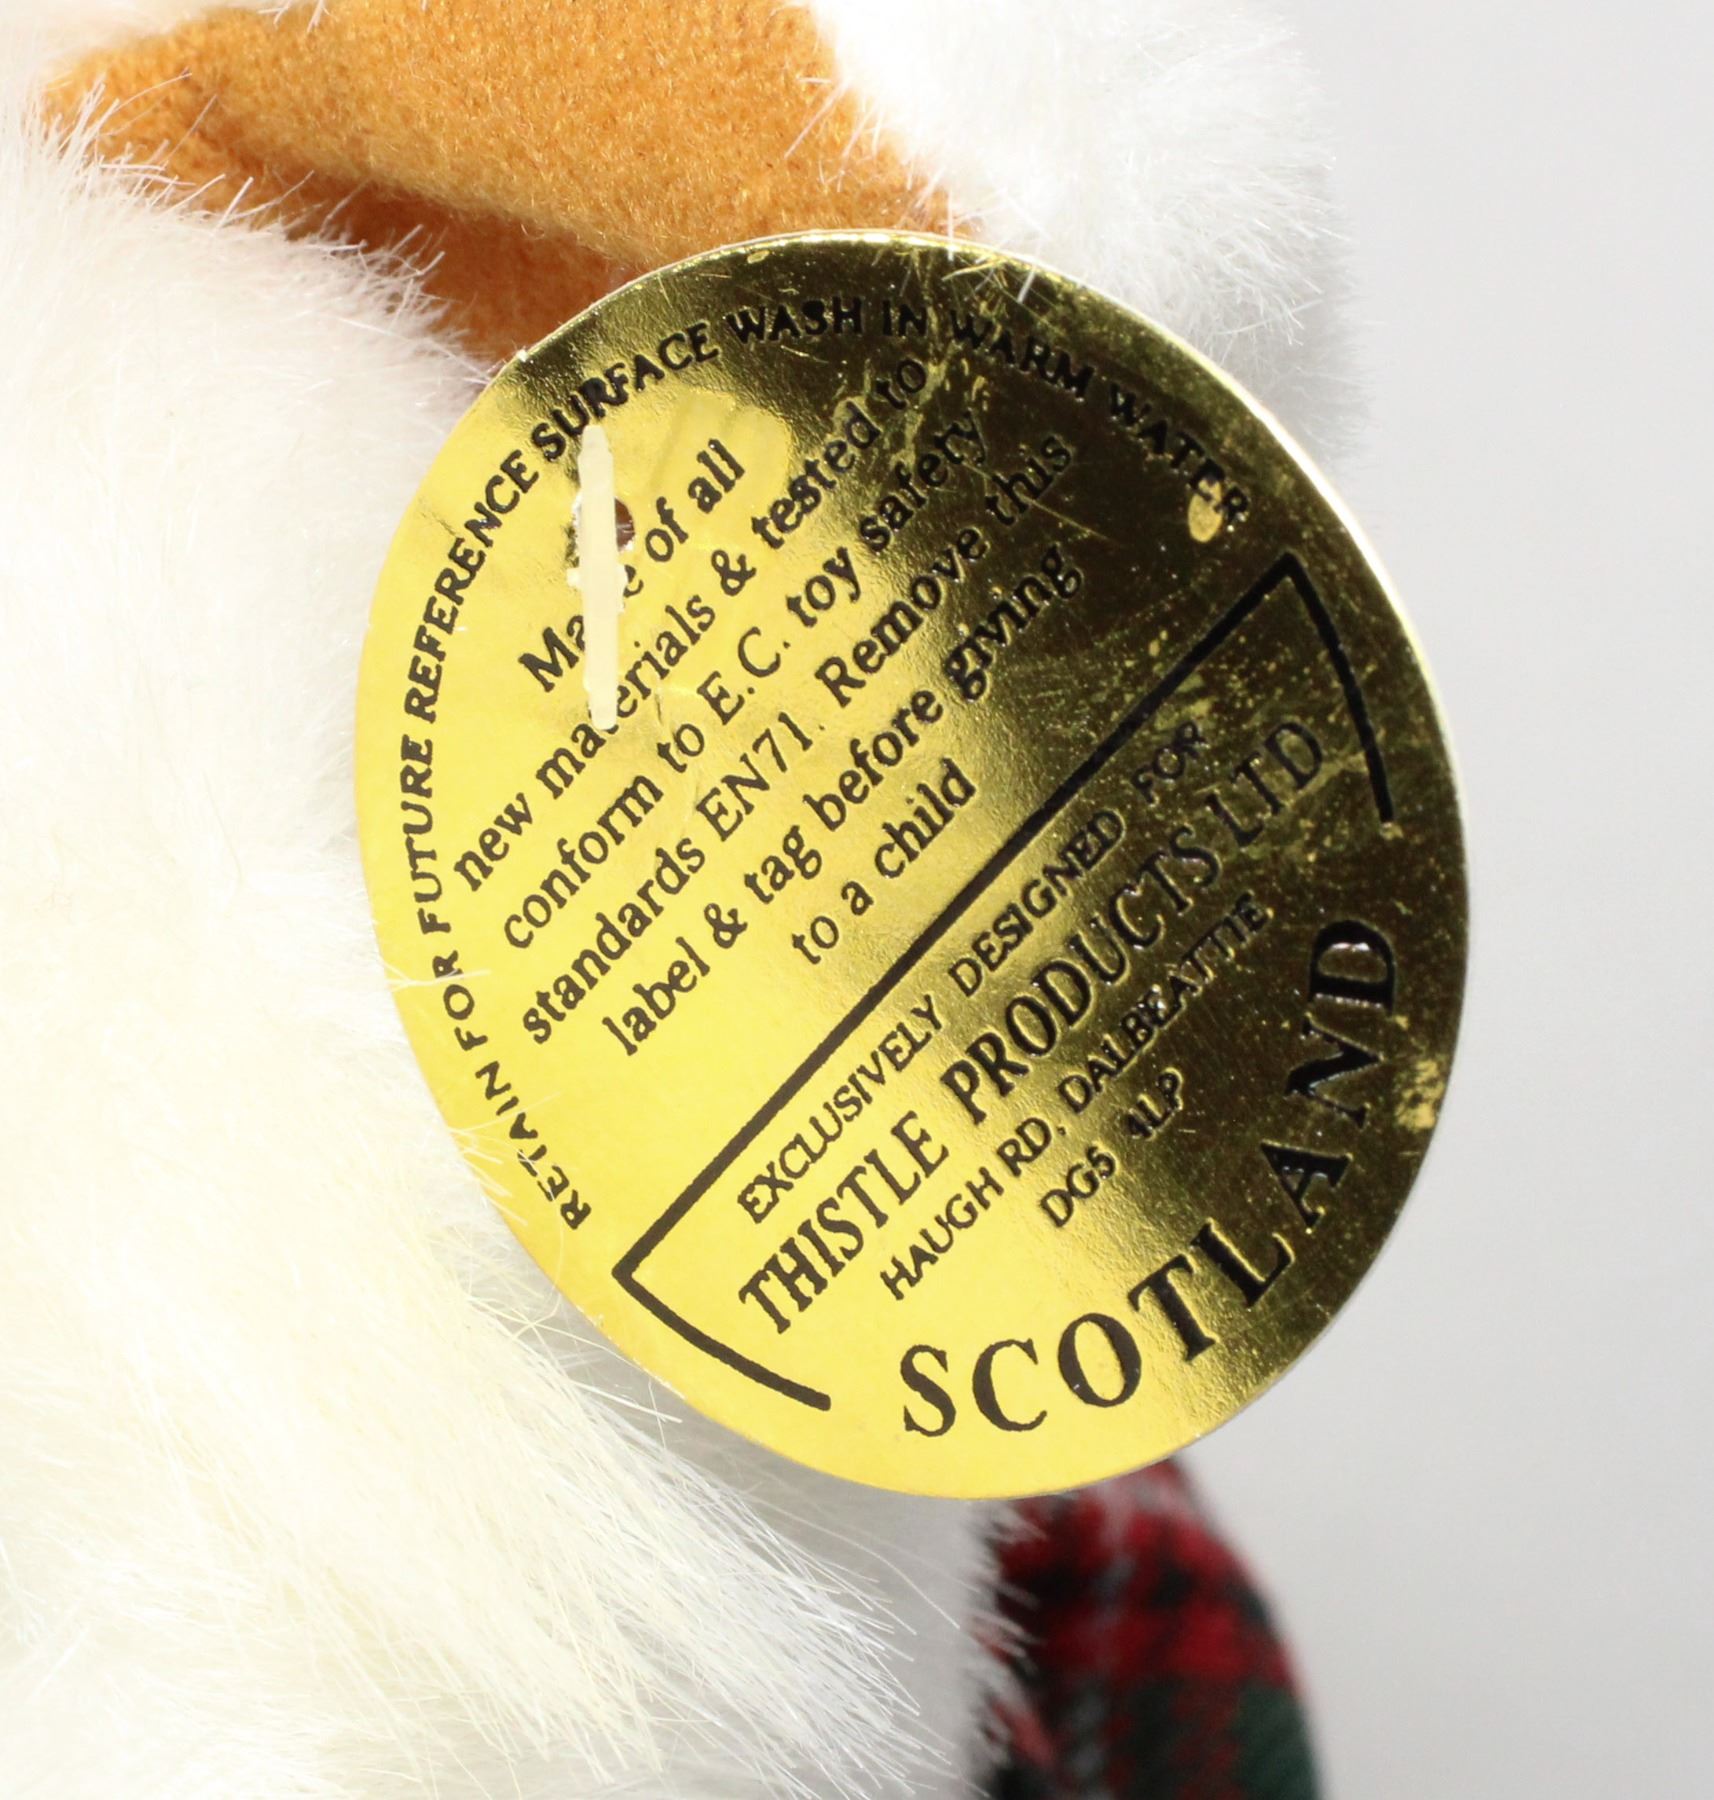 RETAIN FOR FUTURE REFERENCE SURFACE WASH IN WARM WATER
Made of all
new materials & tested to
conform to E.C. toy safety
standards EN71. Remove this
label & tag before giving
to a child
EXCLUSIVELY DESIGNED FOR
THISTLE PRODUCTS LTD
HAUGH RD. DALBEATTIE
DG5 4LP
SCOTLAND